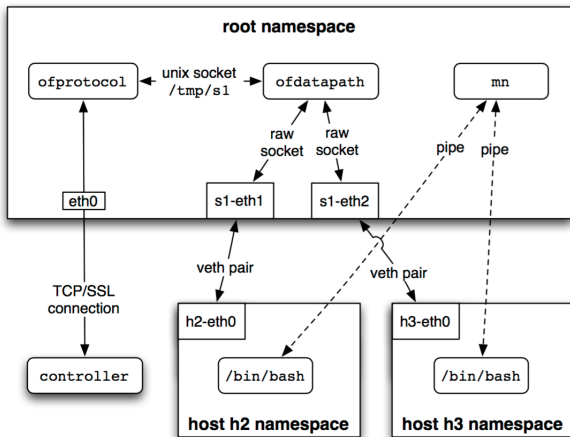 root namespace
ofprotocol
unix socket
/tmp/s1
ofdatapath
mn
raw
socket
raw
socket
pipe
pipe
eth0
s1-eth1
s1-eth2
veth pair
veth pair
TCP/SSL
connection
h2-eth0
h3-eth0
controller
/bin/bash
/bin/bash
host h2 namespace
host h3 namespace